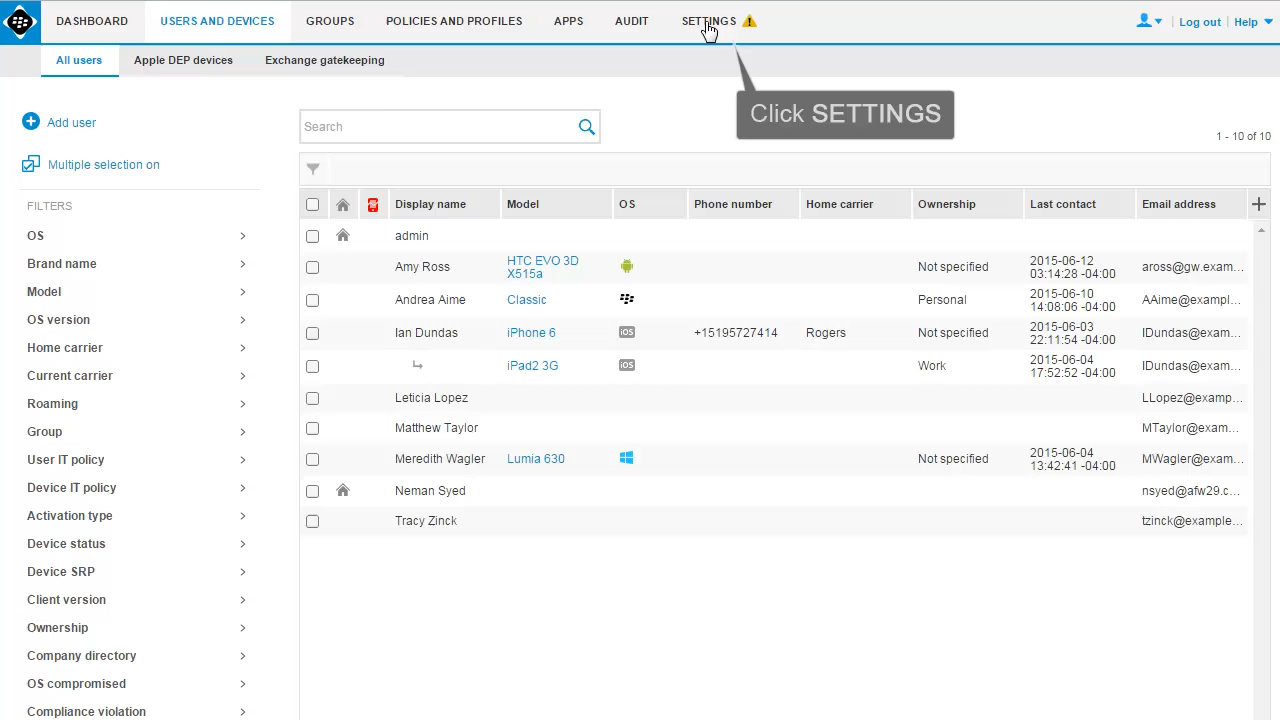 DASHBOARD USERS AND DEVICES GROUPS POLICIES AND PROFILES APPS AUDIT SETTINGS Log out Help
All users Apple DEP devices Exchange gatekeeping
Click SETTINGS
Add user
Search
1 - 10 of 10
Multiple selection on
FILTERS
OS
Brand name
Model
OS version
Home carrier
Current carrier
Roaming
Group
User IT policy
Device IT policy
Activation type
Device status
Device SRP
Client version
Ownership
Company directory
OS compromised
Compliance violation
Display name Model OS Phone number Home carrier Ownership Last contact Email address
admin
Amy Ross HTC EVO 3D X515a Not specified 2015-06-12 03:14:28 -04:00 aross@gw.exam...
Andrea Aime Classic Personal 2015-06-10 14:08:06 -04:00 AAime@exampl...
Ian Dundas iPhone 6 iOS +15195727414 Rogers Not specified 2015-06-03 22:11:54 -04:00 IDundas@exam...
iPad2 3G iOS Work 2015-06-04 17:52:52 -04:00 IDundas@exam...
Leticia Lopez LLopez@examp...
Matthew Taylor MTaylor@exam...
Meredith Wagler Lumia 630 Not specified 2015-06-04 13:42:41 -04:00 MWagler@exam...
Neman Syed nsyed@afw29.c...
Tracy Zinck tzinck@example...